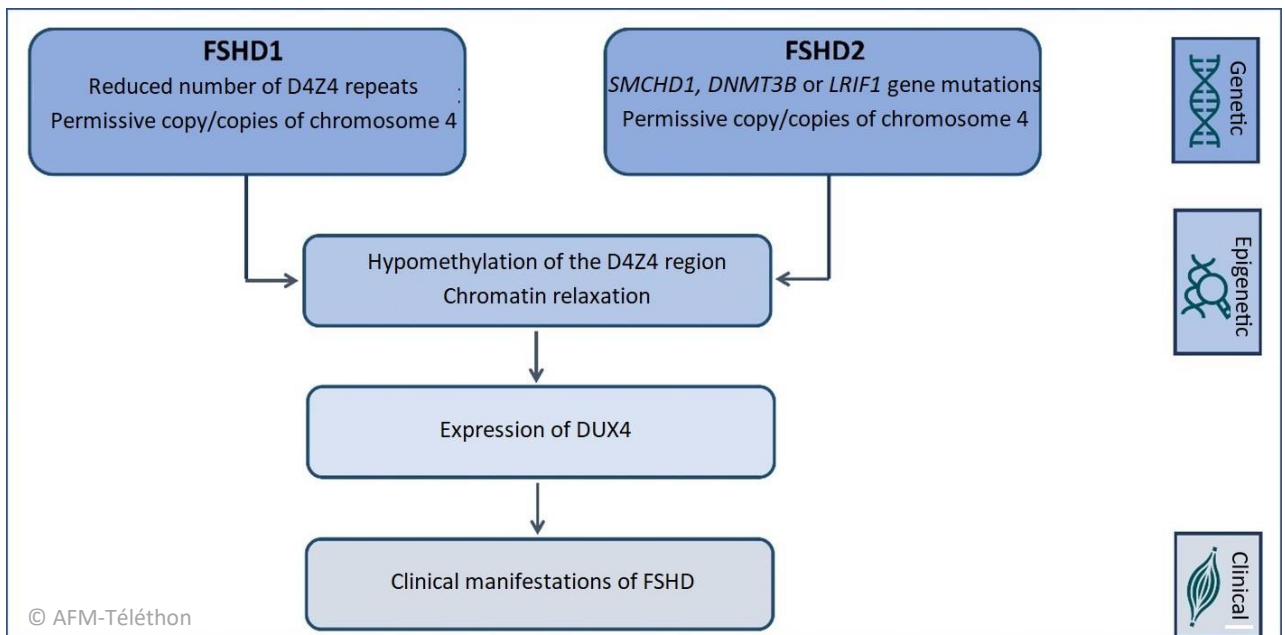 FSHD1
Reduced number of D4Z4 repeats
Permissive copy/copies of chromosome 4
FSHD2
SMCHD1, DNMT3B or LRIF1 gene mutations
Permissive copy/copies of chromosome 4
Genetic
Hypomethylation of the D4Z4 region
Chromatin relaxation
Epigenetic
Expression of DUX4
Clinical manifestations of FSHD
Clinical
© AFM-Téléthon